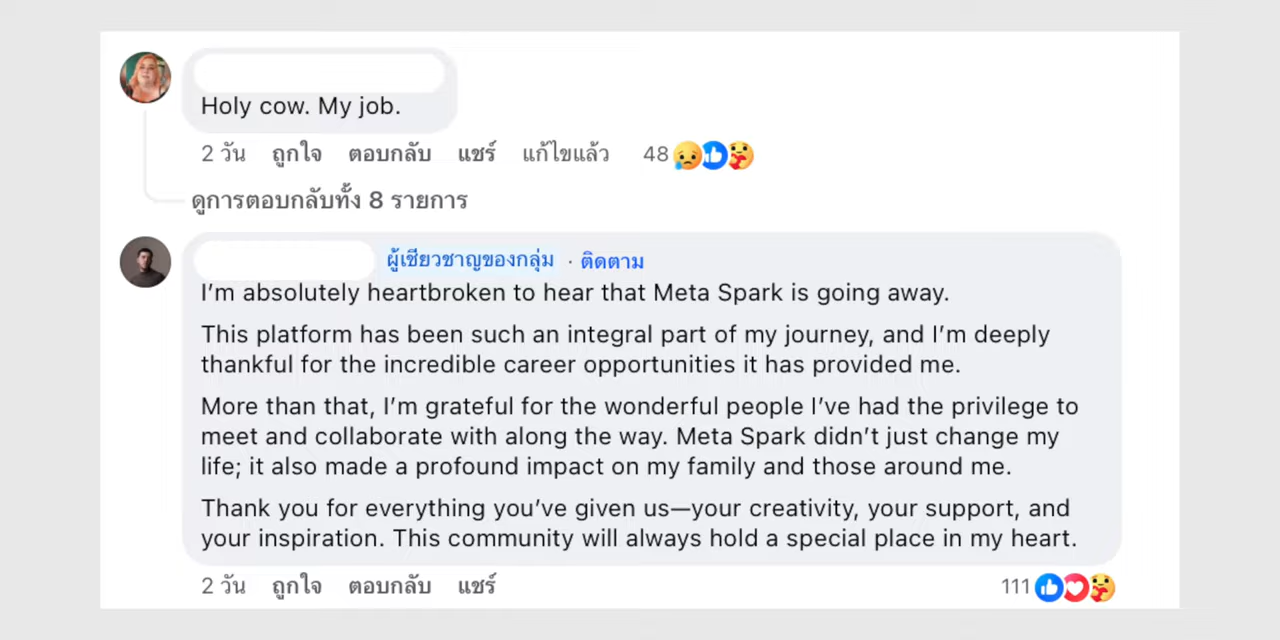 Holy cow. My job.
2 วัน ถูกใจ ตอบกลับ แชร์ แก้ไขแล้ว 48
ดูการตอบกลับทั้ง 8 รายการ
ผู้เชียวชาญของกลุ่ม · ติดตาม
I’m absolutely heartbroken to hear that Meta Spark is going away.
This platform has been such an integral part of my journey, and I’m deeply
thankful for the incredible career opportunities it has provided me.
More than that, I’m grateful for the wonderful people I’ve had the privilege to
meet and collaborate with along the way. Meta Spark didn’t just change my
life; it also made a profound impact on my family and those around me.
Thank you for everything you’ve given us—your creativity, your support, and
your inspiration. This community will always hold a special place in my heart.
2 วัน ถูกใจ ตอบกลับ แชร์ 111